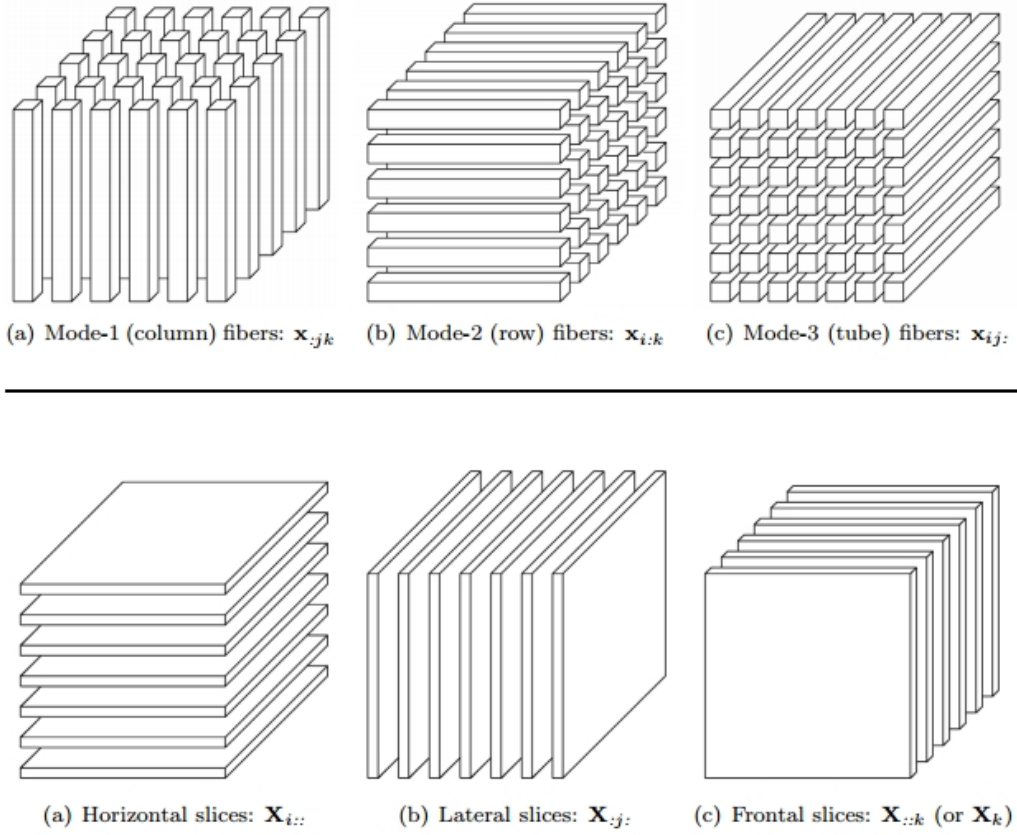 (a) Mode-1 (column) fibers: x:jk
(b) Mode-2 (row) fibers: xi:k
(c) Mode-3 (tube) fibers: xij:
(a) Horizontal slices: Xi::
(b) Lateral slices: X:j:
(c) Frontal slices: X::k (or Xk)